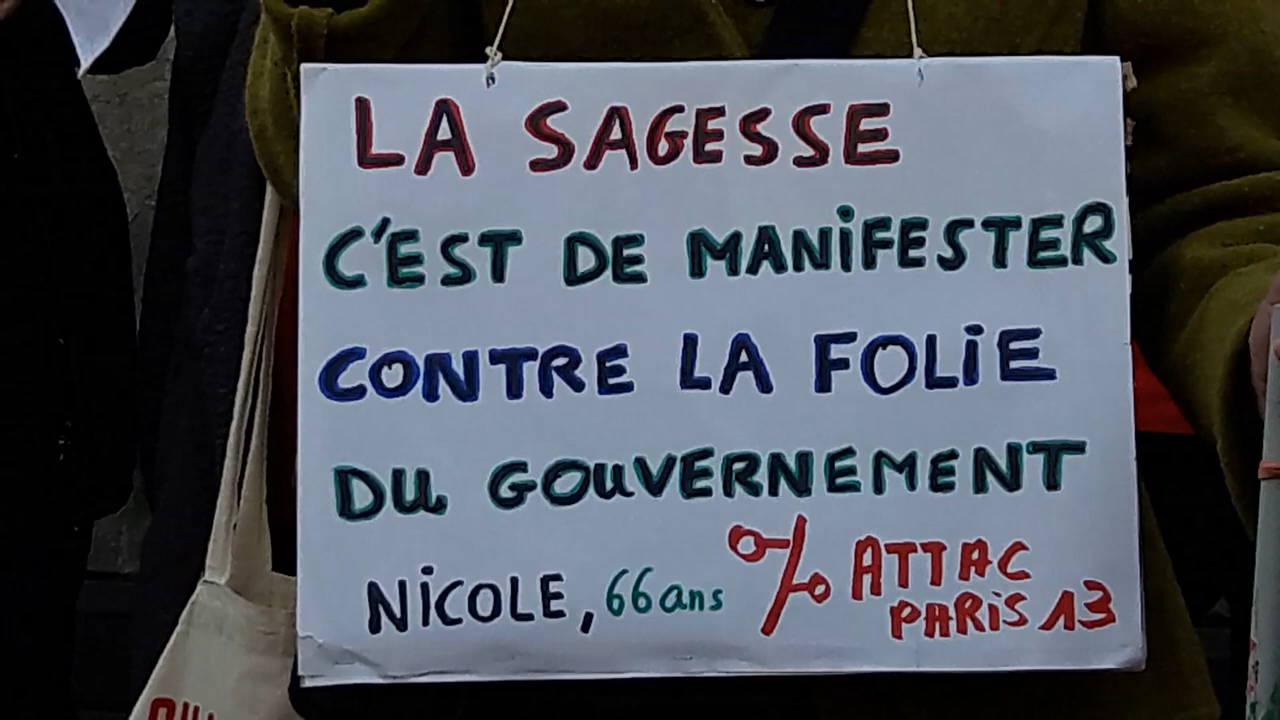 LA SAGESSE
C'EST DE MANiFESTER
CONTRE LA FOLiE
DU GOUVERNEMENT
NiCOLE, 66 ans % ATTAC
PARiS 13